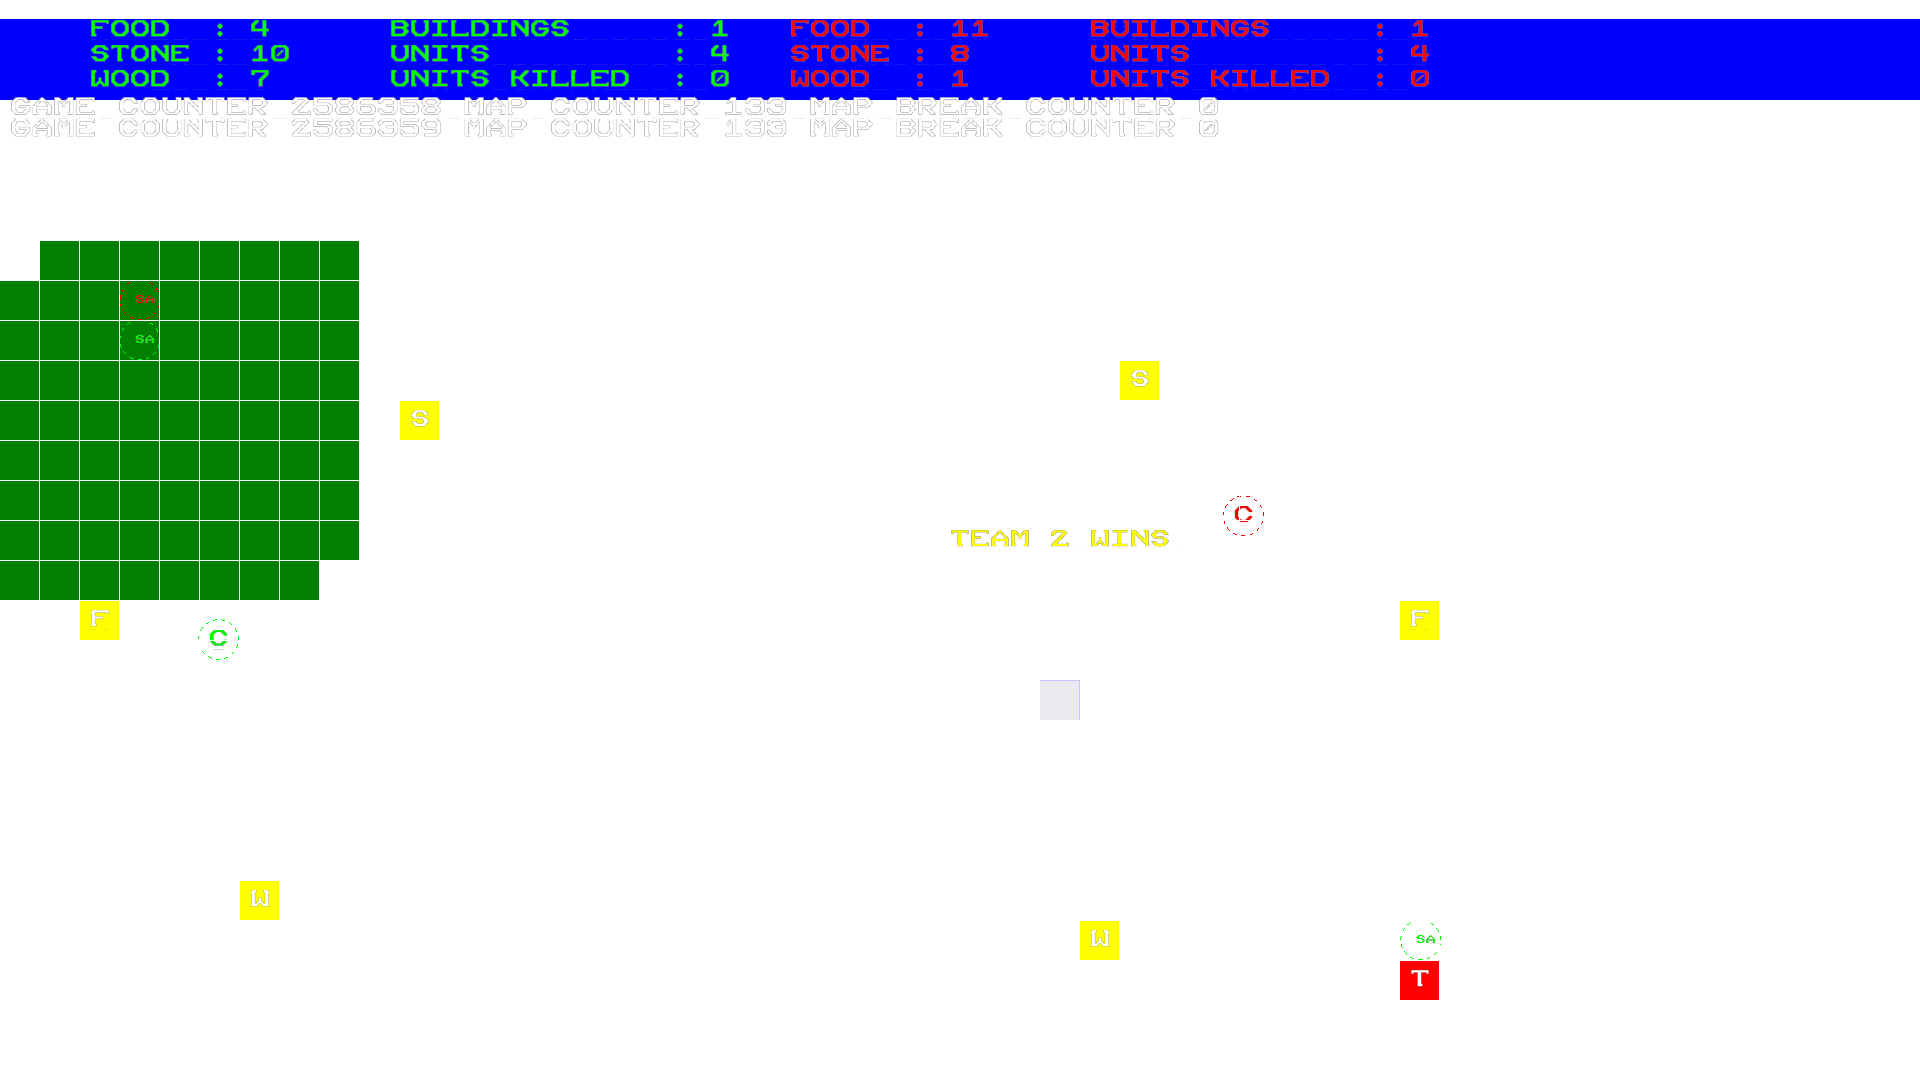 FOOD : 4 BUILDINGS : 1 FOOD : 11 BUILDINGS : 1
STONE : 10 UNITS : 4 STONE : 8 UNITS : 4
WOOD : 7 UNITS KILLED : 0 WOOD : 1 UNITS KILLED : 0
GAME COUNTER 2586358 MAP COUNTER 133 MAP BREAK COUNTER 0
GAME COUNTER 2586359 MAP COUNTER 133 MAP BREAK COUNTER 0
SA
S
S
C
TEAM 2 WINS
F
F
C
W
W
SA
T